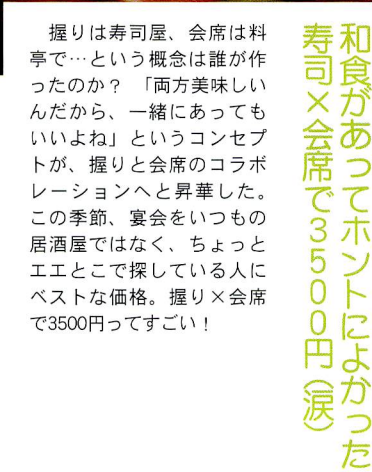 和食があってホントによかった
寿司×会席で3500円（涙）
　握りは寿司屋、会席は料
亭で…という概念は誰が作
ったのか？　「両方美味しい
んだから、一緒にあっても
いいよね」というコンセプ
トが、握りと会席のコラボ
レーションへと昇華した。
この季節、宴会をいつもの
居酒屋ではなく、ちょっと
エエとこで探している人に
ベストな価格。握り×会席
で3500円ってすごい！